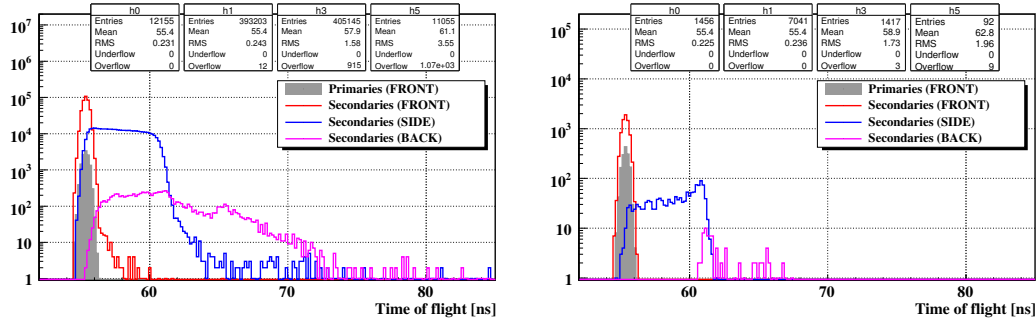 h0
Entries 12155
Mean 55.4
RMS 0.231
Underflow 0
Overflow 0
h1
Entries 393203
Mean 55.4
RMS 0.243
Underflow 0
Overflow 12
h3
Entries 405145
Mean 57.9
RMS 1.58
Underflow 0
Overflow 915
h5
Entries 11055
Mean 61.1
RMS 3.55
Underflow 0
Overflow 1.07e+03
Primaries (FRONT)
Secondaries (FRONT)
Secondaries (SIDE)
Secondaries (BACK)
10^7
10^6
10^5
10^4
10^3
10^2
10
1
60
70
80
Time of flight [ns]
h0
Entries 1456
Mean 55.4
RMS 0.225
Underflow 0
Overflow 0
h1
Entries 7041
Mean 55.4
RMS 0.236
Underflow 0
Overflow 0
h3
Entries 1417
Mean 58.9
RMS 1.73
Underflow 0
Overflow 3
h5
Entries 92
Mean 62.8
RMS 1.96
Underflow 0
Overflow 9
Primaries (FRONT)
Secondaries (FRONT)
Secondaries (SIDE)
Secondaries (BACK)
10^5
10^4
10^3
10^2
10
1
60
70
80
Time of flight [ns]